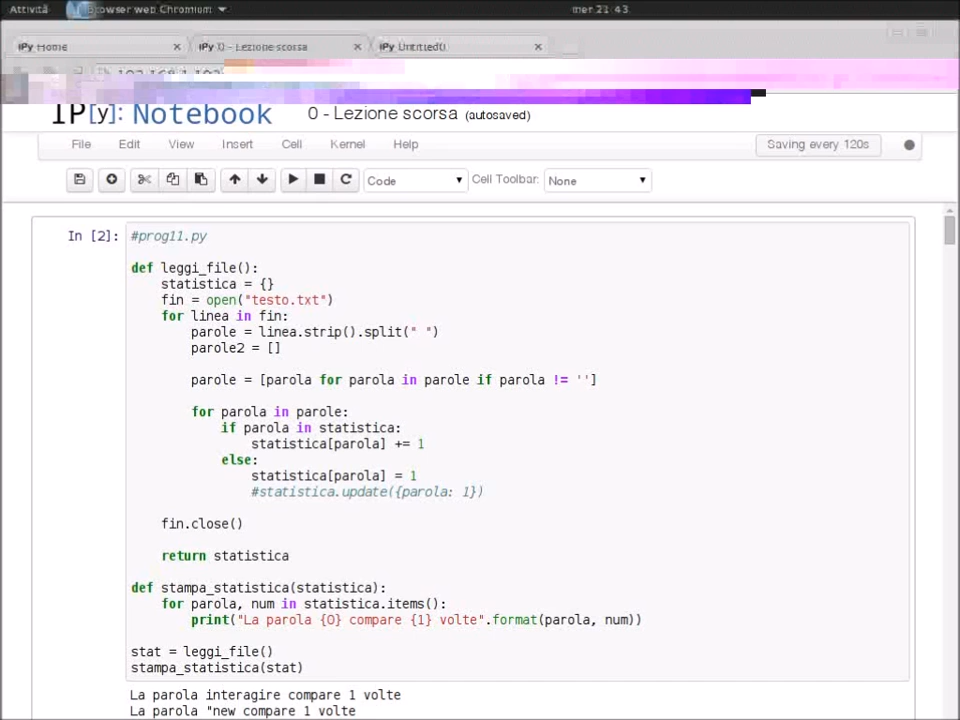 Attività Browser web Chromium mer 21:43
IP[y] Home IP[y] 0 - Lezione scorsa IP[y] Untitled0
IP[y]: Notebook 0 - Lezione scorsa (autosaved)
File Edit View Insert Cell Kernel Help Saving every 120s
Code Cell Toolbar: None
In [2]: #prog11.py
def leggi_file():
statistica = {}
fin = open("testo.txt")
for linea in fin:
parole = linea.strip().split(" ")
parole2 = []
parole = [parola for parola in parole if parola != '']
for parola in parole:
if parola in statistica:
statistica[parola] += 1
else:
statistica[parola] = 1
#statistica.update({parola: 1})
fin.close()
return statistica
def stampa_statistica(statistica):
for parola, num in statistica.items():
print("La parola {0} compare {1} volte".format(parola, num))
stat = leggi_file()
stampa_statistica(stat)
La parola interagire compare 1 volte
La parola "new compare 1 volte